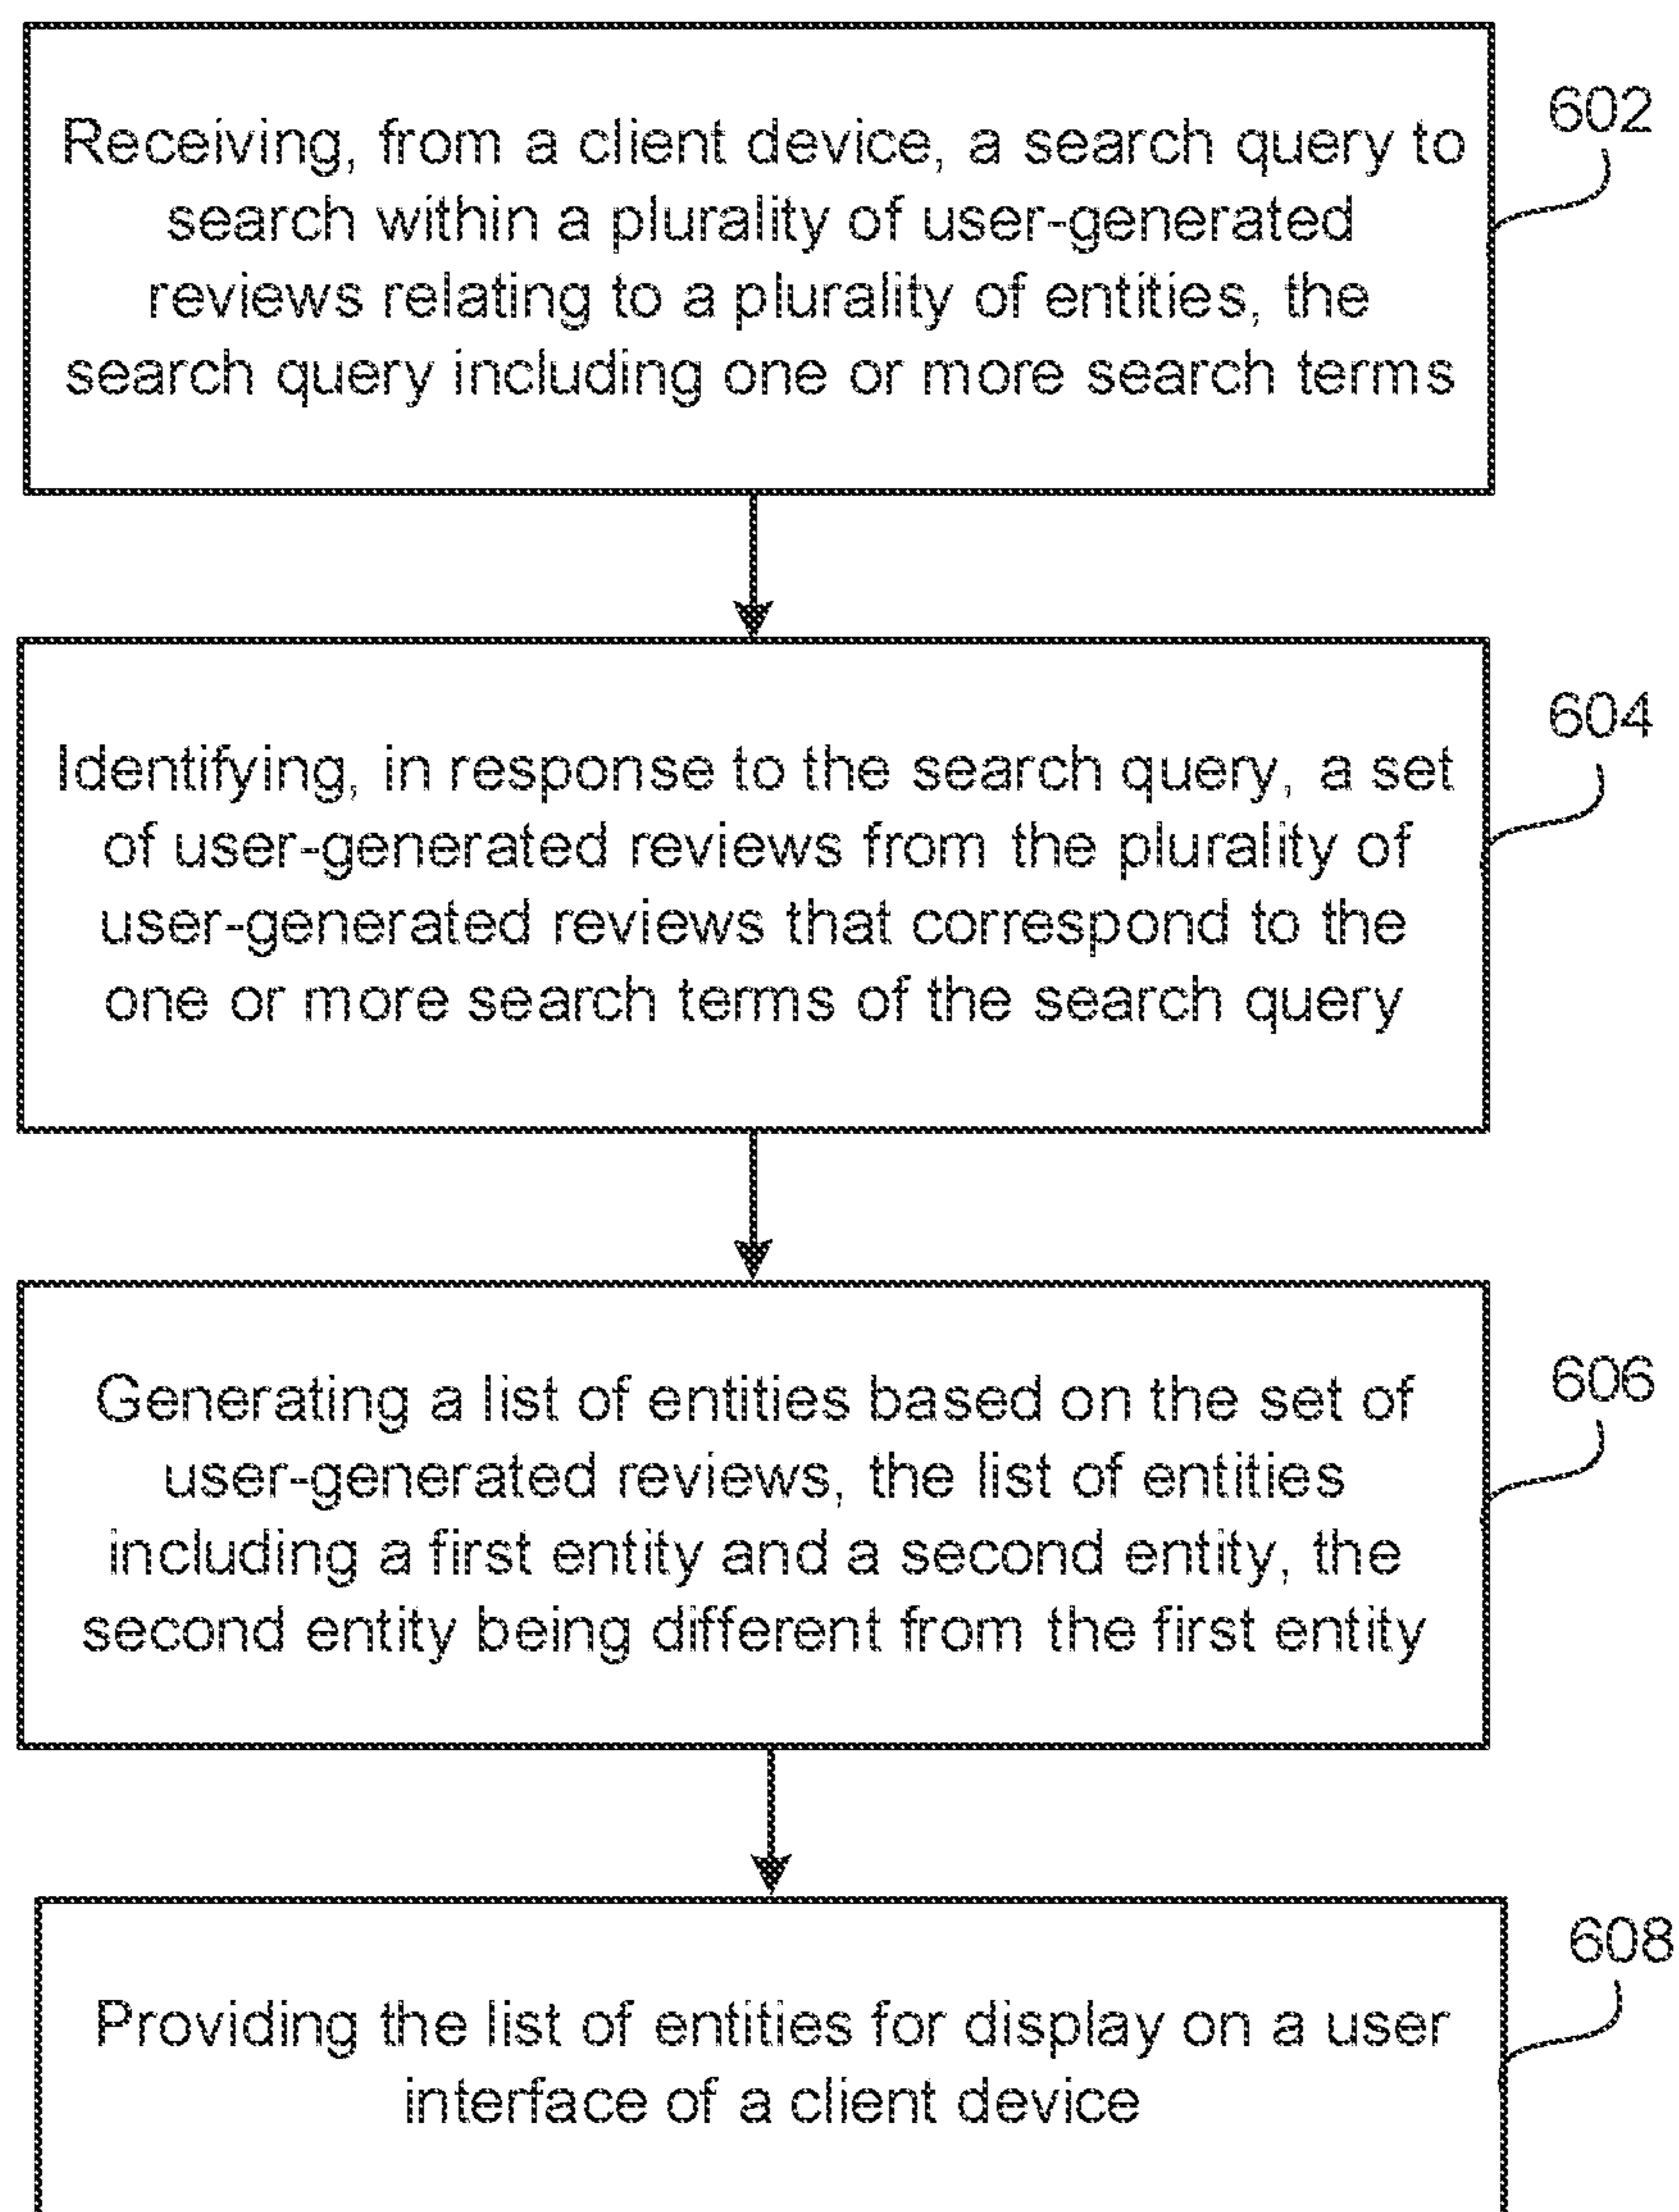 Receiving, from a client device, a search query to
search within a plurality of user-generated
reviews relating to a plurality of entities, the
search query including one or more search terms
602
Identifying, in response to the search query, a set
of user-generated reviews from the plurality of
user-generated reviews that correspond to the
one or more search terms of the search query
604
Generating a list of entities based on the set of
user-generated reviews, the list of entities
including a first entity and a second entity, the
second entity being different from the first entity
606
Providing the list of entities for display on a user
interface of a client device
608